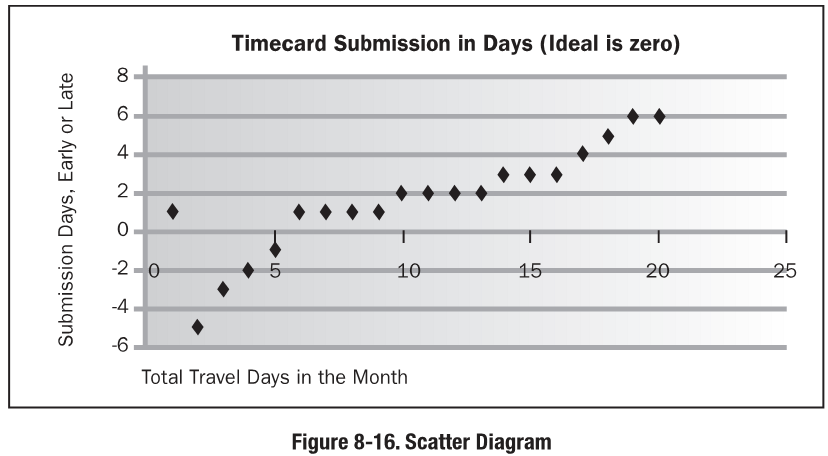 Timecard Submission in Days (Ideal is zero)
Submission Days, Early or Late
8
6
4
2
0
-2
-4
-6
0 5 10 15 20 25
Total Travel Days in the Month
Figure 8-16. Scatter Diagram